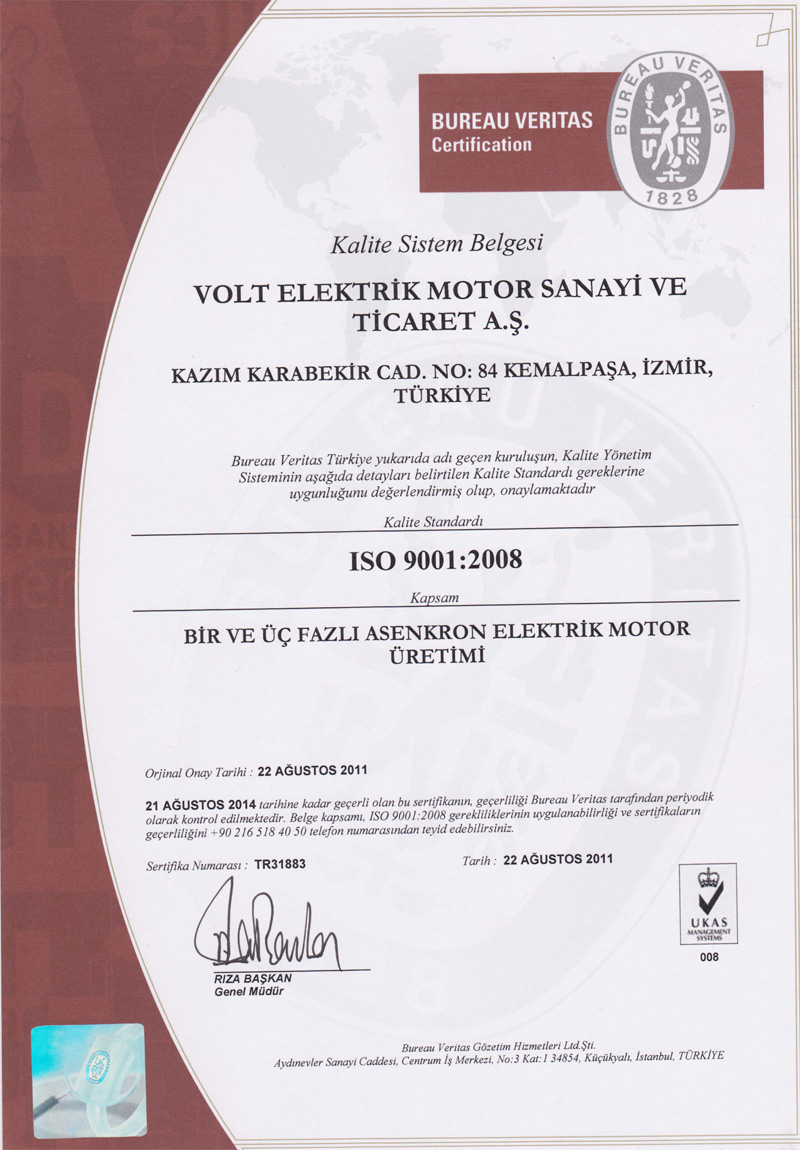 BUREAU VERITAS
Certification
BUREAU VERITAS
1828
Kalite Sistem Belgesi
VOLT ELEKTRİK MOTOR SANAYİ VE
TİCARET A.Ş.
KAZIM KARABEKİR CAD. NO: 84 KEMALPAŞA, İZMİR,
TÜRKİYE
Bureau Veritas Türkiye yukarıda adı geçen kuruluşun, Kalite Yönetim
Sisteminin aşağıda detayları belirtilen Kalite Standardı gereklerine
uygunluğunu değerlendirmiş olup, onaylamaktadır
Kalite Standardı
ISO 9001:2008
Kapsam
BİR VE ÜÇ FAZLI ASENKRON ELEKTRİK MOTOR
ÜRETİMİ
Orjinal Onay Tarihi : 22 AĞUSTOS 2011
21 AĞUSTOS 2014 tarihine kadar geçerli olan bu sertifikanın, geçerliliği Bureau Veritas tarafından periyodik
olarak kontrol edilmektedir. Belge kapsamı, ISO 9001:2008 gerekliliklerinin uygulanabilirliği ve sertifikaların
geçerliliğini +90 216 518 40 50 telefon numarasından teyid edebilirsiniz.
Sertifika Numarası : TR31883
Tarih : 22 AĞUSTOS 2011
RIZA BAŞKAN
Genel Müdür
UKAS
MANAGEMENT
SYSTEMS
008
Bureau Veritas Gözetim Hizmetleri Ltd.Şti.
Aydınevler Sanayi Caddesi, Centrum İş Merkezi, No:3 Kat:1 34854, Küçükyalı, İstanbul, TÜRKİYE